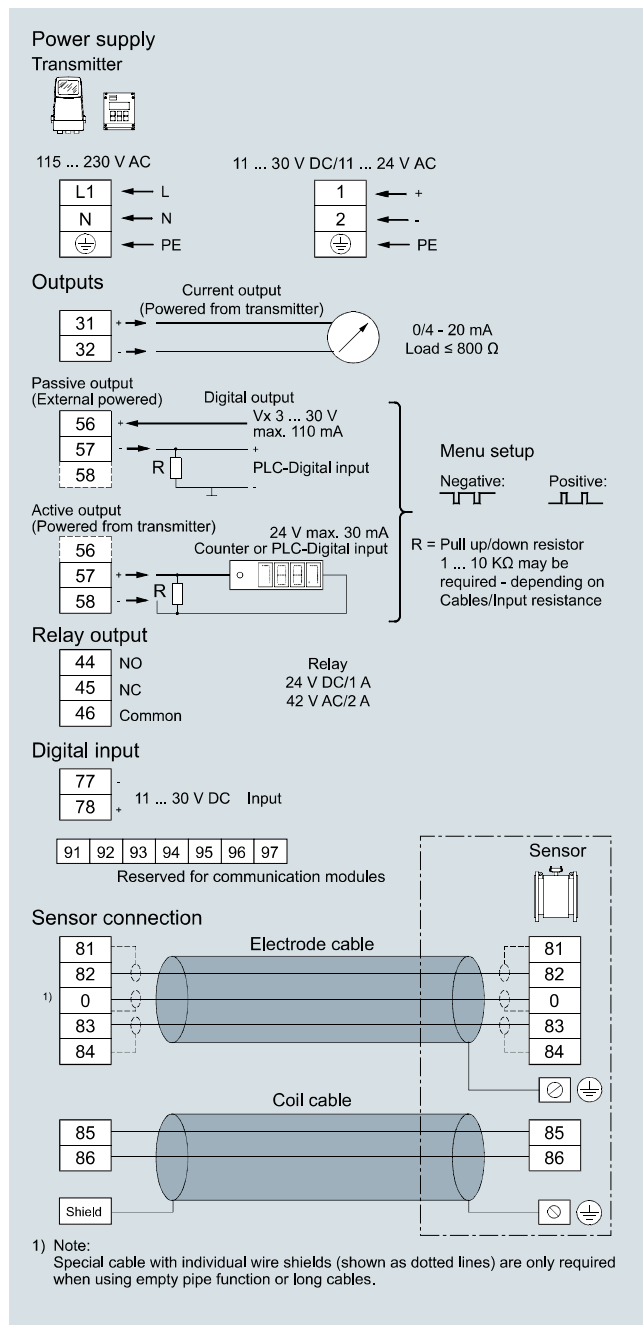 Power supply
Transmitter
115 ... 230 V AC
L1 L
N N
PE
11 ... 30 V DC/11 ... 24 V AC
1 +
2 -
PE
Outputs
Current output
(Powered from transmitter)
31 +
32 -
0/4 - 20 mA
Load ≤ 800 Ω
Passive output
(External powered)
Digital output
56 +
57 -
58
Vx 3 ... 30 V
max. 110 mA
+
R
PLC-Digital input
-
Active output
(Powered from transmitter)
24 V max. 30 mA
Counter or PLC-Digital input
56
57 +
58 -
R
Menu setup
Negative: Positive:
R = Pull up/down resistor
1 ... 10 KΩ may be
required - depending on
Cables/Input resistance
Relay output
44 NO
45 NC
46 Common
Relay
24 V DC/1 A
42 V AC/2 A
Digital input
77 -
78 +
11 ... 30 V DC Input
91 92 93 94 95 96 97
Reserved for communication modules
Sensor
Sensor connection
Electrode cable
81 81
82 82
1) 0 0
83 83
84 84
Coil cable
85 85
86 86
Shield
1) Note:
Special cable with individual wire shields (shown as dotted lines) are only required
when using empty pipe function or long cables.